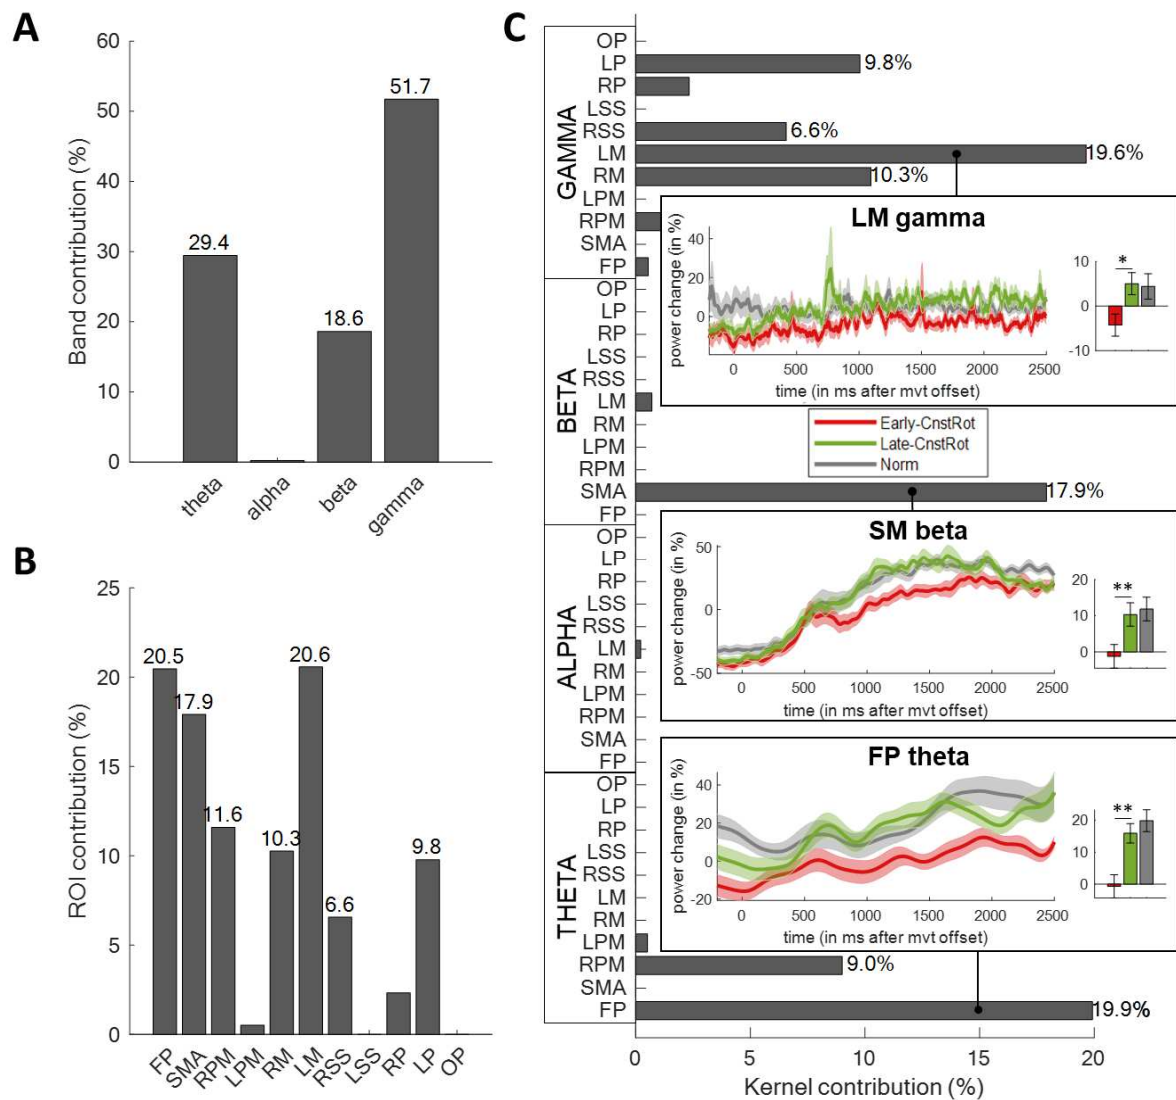 A
60
50
40
30
20
10
0
Band contribution (%)
29.4
18.6
51.7
theta
alpha
beta
gamma
B
25
20
15
10
5
0
ROI contribution (%)
20.5
17.9
11.6
10.3
20.6
6.6
9.8
FP
SMA
RPM
LPM
RM
LM
RSS
LSS
RP
LP
OP
C
GAMMA
OP
LP 9.8%
RP
LSS
RSS 6.6%
LM 19.6%
RM 10.3%
LPM
RPM
SMA
FP
BETA
OP
LP
RP
LSS
RSS
LM
RM
LPM
RPM
SMA 17.9%
FP
ALPHA
OP
LP
RP
LSS
RSS
LM
RM
LPM
RPM
SMA
FP
THETA
OP
LP
RP
LSS
RSS
LM
RM
LPM
RPM 9.0%
SMA
FP 19.9%
0 5 10 15 20
Kernel contribution (%)
LM gamma
power change (in %)
40
20
0
-20
0 500 1000 1500 2000 2500
time (in ms after mvt offset)
10
0
-10
*
Early-CnstRot
Late-CnstRot
Norm
SM beta
power change (in %)
50
0
-50
0 500 1000 1500 2000 2500
time (in ms after mvt offset)
20
10
0
**
FP theta
power change (in %)
40
20
0
-20
0 500 1000 1500 2000 2500
time (in ms after mvt offset)
20
10
0
**